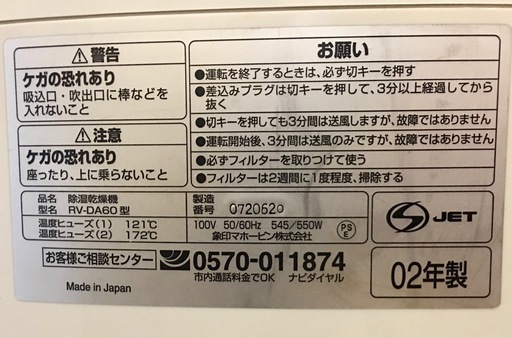 ⚠警告
ケガの恐れあり
吸込口・吹出口に棒などを
入れないこと
⚠注意
ケガの恐れあり
座ったり、上に乗らないこと
お願い
●運転を終了するときは、必ず切キーを押す
●差込みプラグは切キーを押して、3分以上経過してから
抜く
●切キーを押しても3分間は送風しますが、故障ではありません
●運転開始後、3分間は送風のみですが、故障ではありません
●必ずフィルターを取りつけて使う
●フィルターは2週間に1度程度、掃除する
品名 除湿乾燥機
型名 RV-DA60型
温度ヒューズ(1) 121℃
温度ヒューズ(2) 172℃
製造
番号 0720620
100V 50/60Hz 545/550W
象印マホービン株式会社
PS
E
S JET
お客様ご相談センター
0570-011874
市内通話料金でOK ナビダイヤル
Made in Japan
02年製